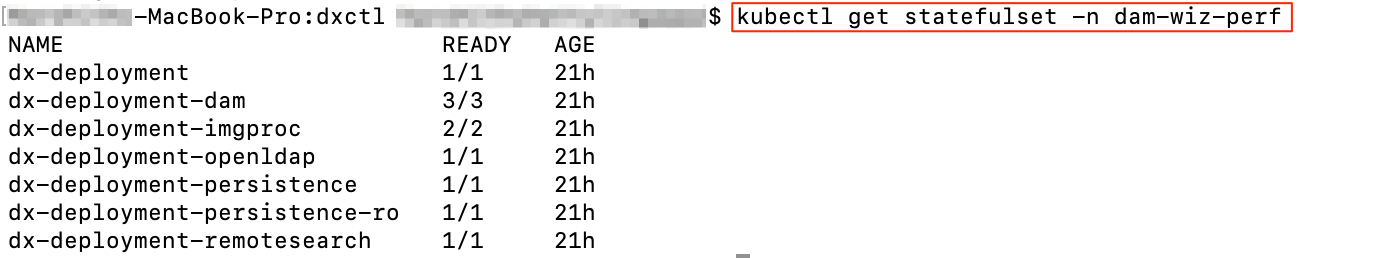 -MacBook-Pro:dxctl $ kubectl get statefulset -n dam-wiz-perf
NAME READY AGE
dx-deployment 1/1 21h
dx-deployment-dam 3/3 21h
dx-deployment-imgproc 2/2 21h
dx-deployment-openldap 1/1 21h
dx-deployment-persistence 1/1 21h
dx-deployment-persistence-ro 1/1 21h
dx-deployment-remotesearch 1/1 21h